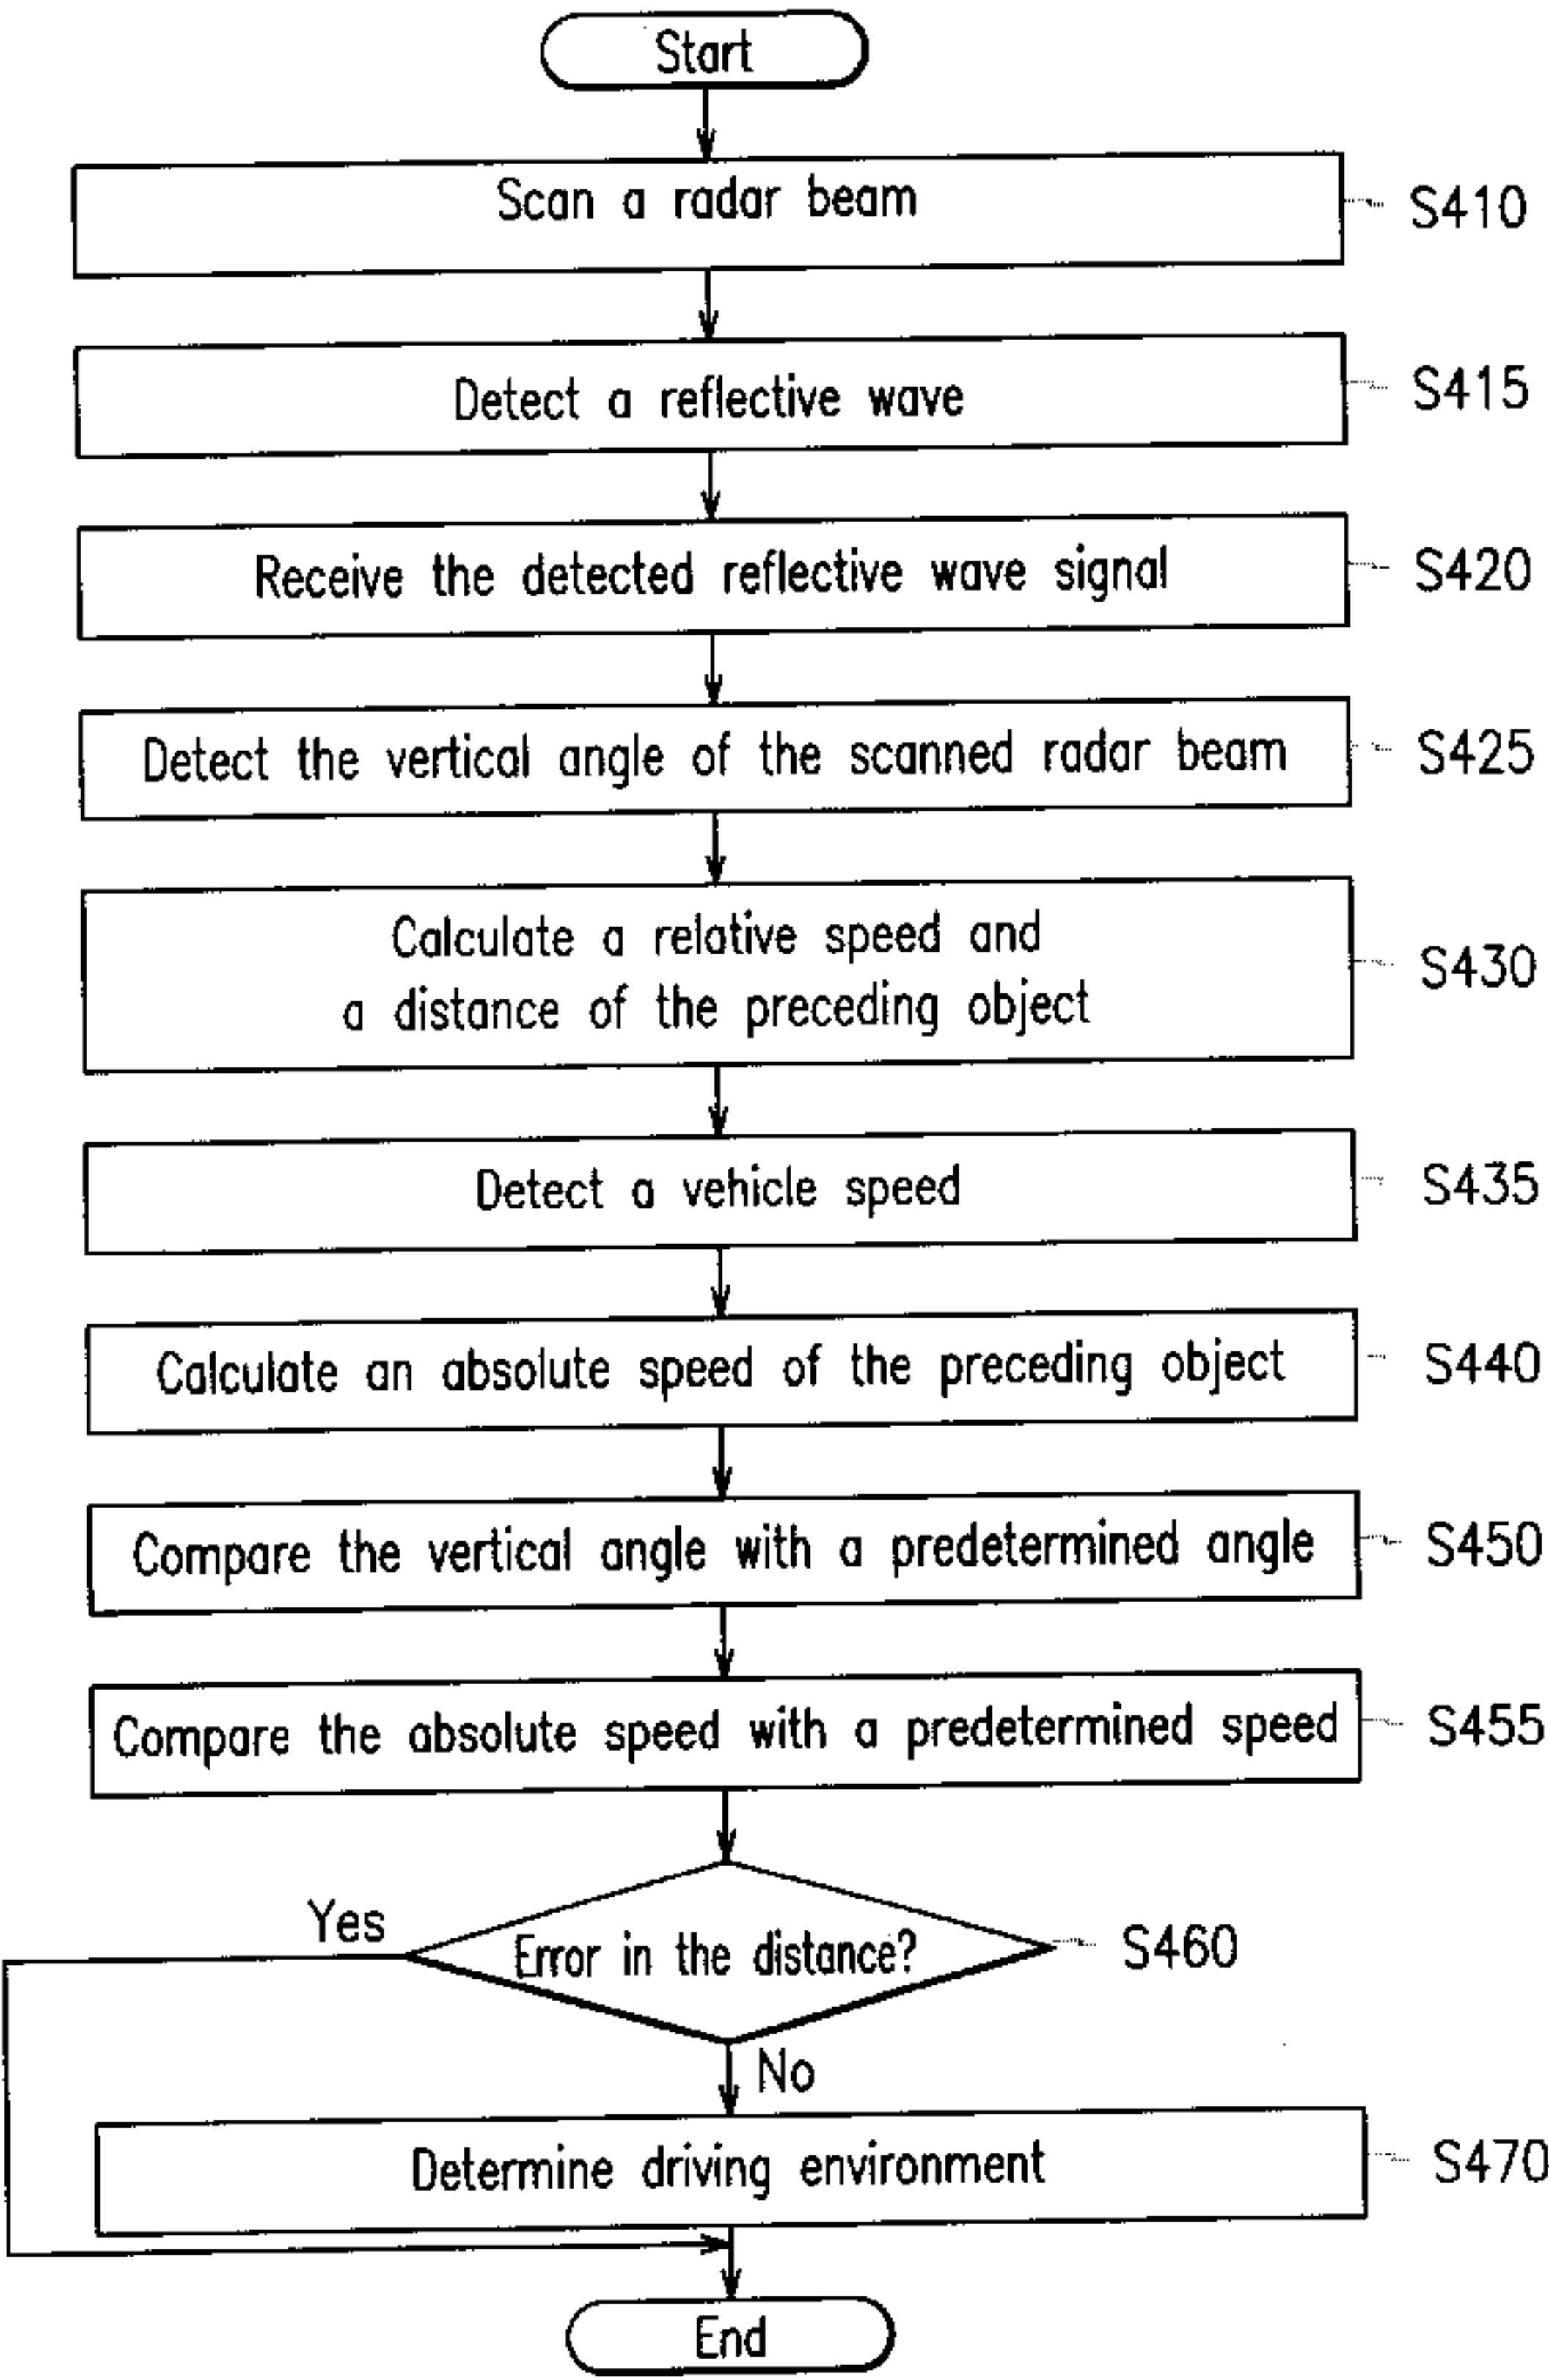 Start
Scan a radar beam
S410
Detect a reflective wave
S415
Receive the detected reflective wave signal
S420
Detect the vertical angle of the scanned radar beam
S425
Calculate a relative speed and
a distance of the preceding object
S430
Detect a vehicle speed
S435
Calculate an absolute speed of the preceding object
S440
Compare the vertical angle with a predetermined angle
S450
Compare the absolute speed with a predetermined speed
S455
Yes
Error in the distance?
S460
No
Determine driving environment
S470
End